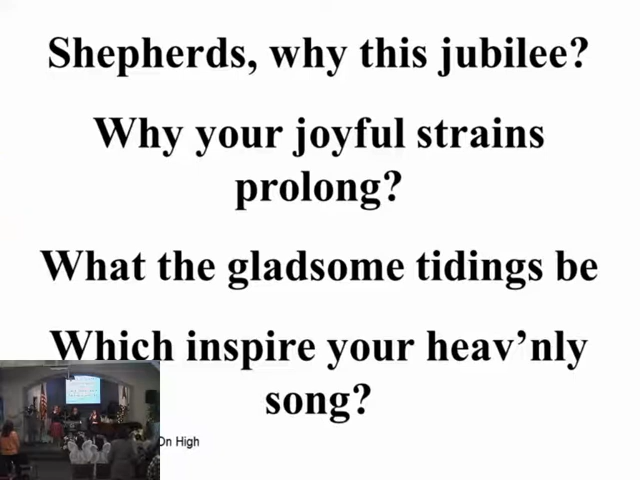 Shepherds, why this jubilee?
Why your joyful strains
prolong?
What the gladsome tidings be
Which inspire your heav’nly
song?
On High